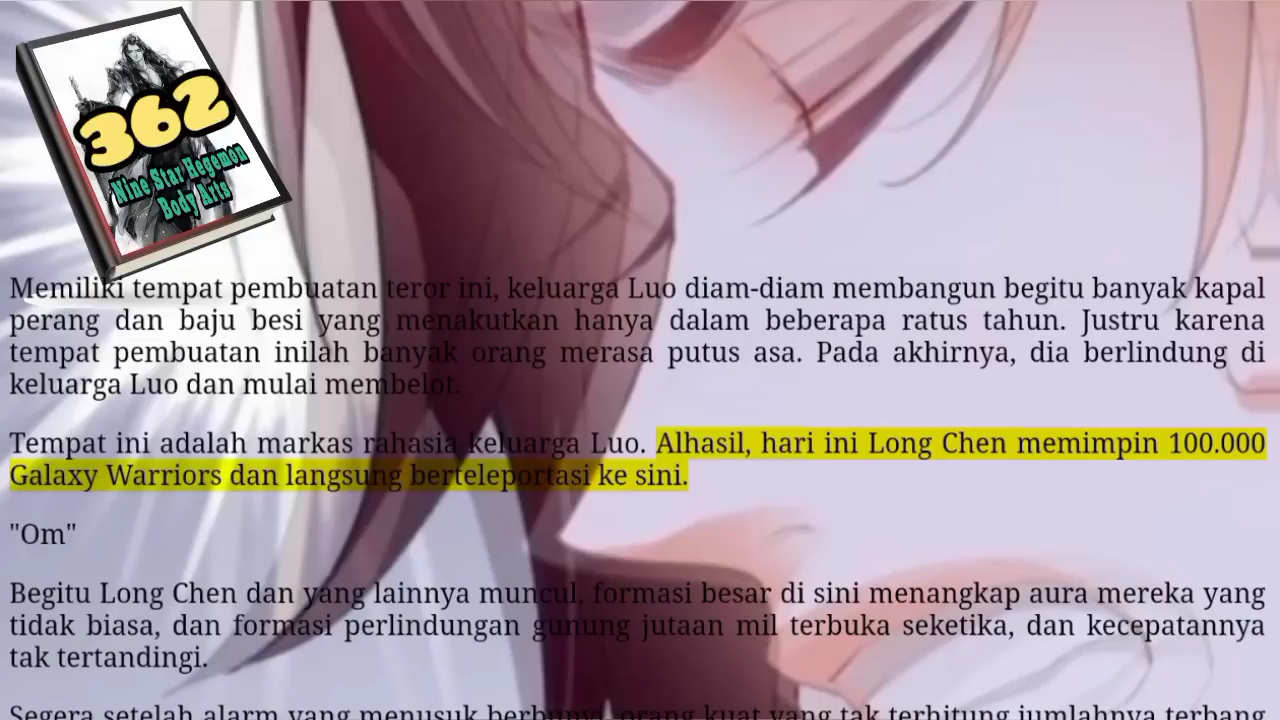 362
Nine Star Hegemon
Body Arts
Memiliki tempat pembuatan teror ini, keluarga Luo diam-diam membangun begitu banyak kapal
perang dan baju besi yang menakutkan hanya dalam beberapa ratus tahun. Justru karena
tempat pembuatan inilah banyak orang merasa putus asa. Pada akhirnya, dia berlindung di
keluarga Luo dan mulai membelot.
Tempat ini adalah markas rahasia keluarga Luo. Alhasil, hari ini Long Chen memimpin 100.000
Galaxy Warriors dan langsung berteleportasi ke sini.
"Om"
Begitu Long Chen dan yang lainnya muncul, formasi besar di sini menangkap aura mereka yang
tidak biasa, dan formasi perlindungan gunung jutaan mil terbuka seketika, dan kecepatannya
tak tertandingi.
Segera setelah alarm yang menusuk berbunyi, orang kuat yang tak terhitung jumlahnya terbang